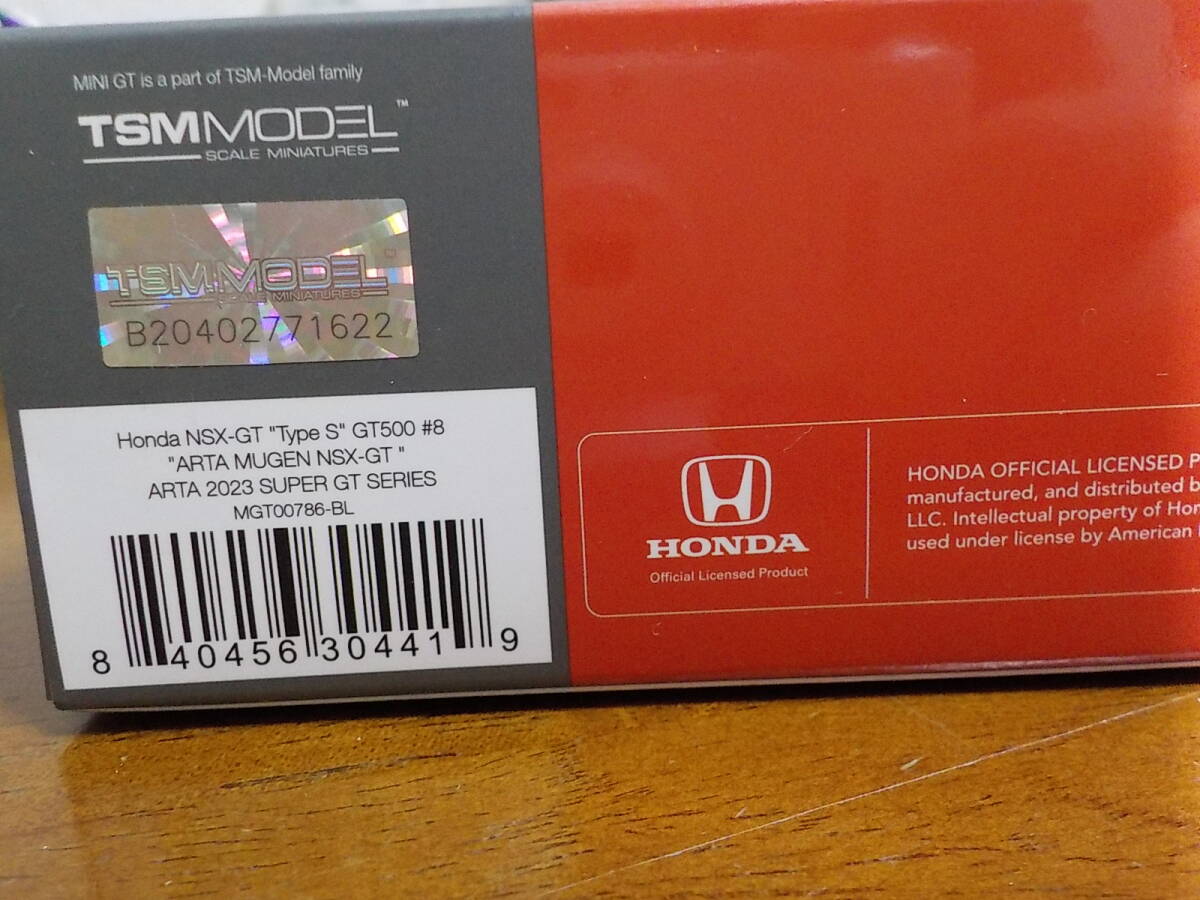 MINI GT is a part of TSM-Model family
TSMMODEL™
SCALE MINIATURES
TSMMODEL
SCALE MINIATURES
B20402771622
Honda NSX-GT "Type S" GT500 #8
"ARTA MUGEN NSX-GT "
ARTA 2023 SUPER GT SERIES
MGT00786-BL
8 40456 30441 9
HONDA
Official Licensed Product
HONDA OFFICIAL LICENSED P
manufactured, and distributed b
LLC. Intellectual property of Hon
used under license by American